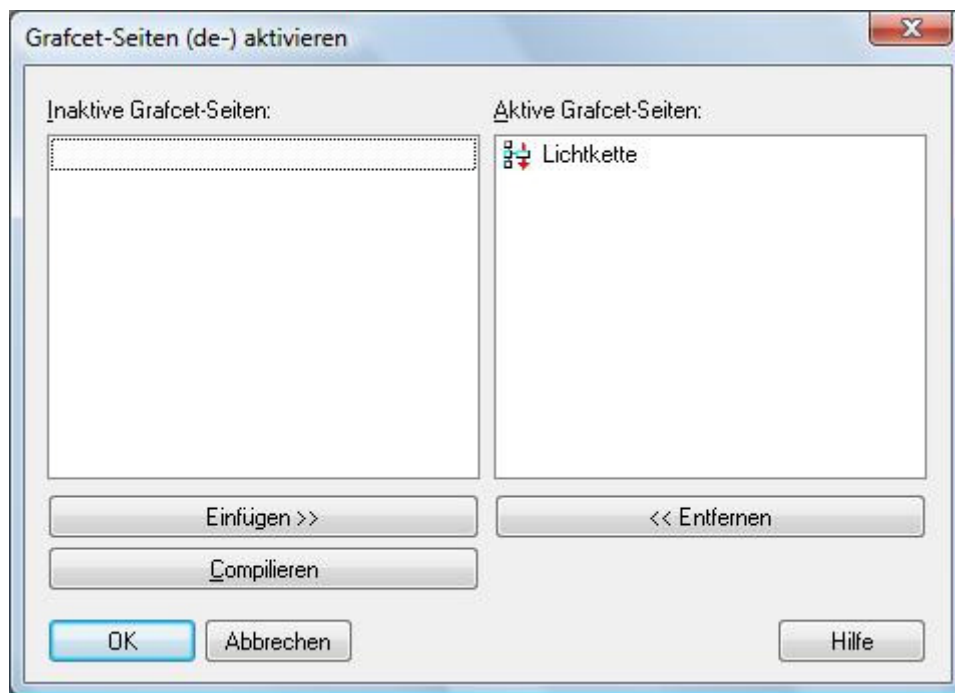 Grafcet-Seiten (de-) aktivieren
Inaktive Grafcet-Seiten:
Aktive Grafcet-Seiten:
Lichtkette
Einfügen >>
<< Entfernen
Compilieren
OK
Abbrechen
Hilfe